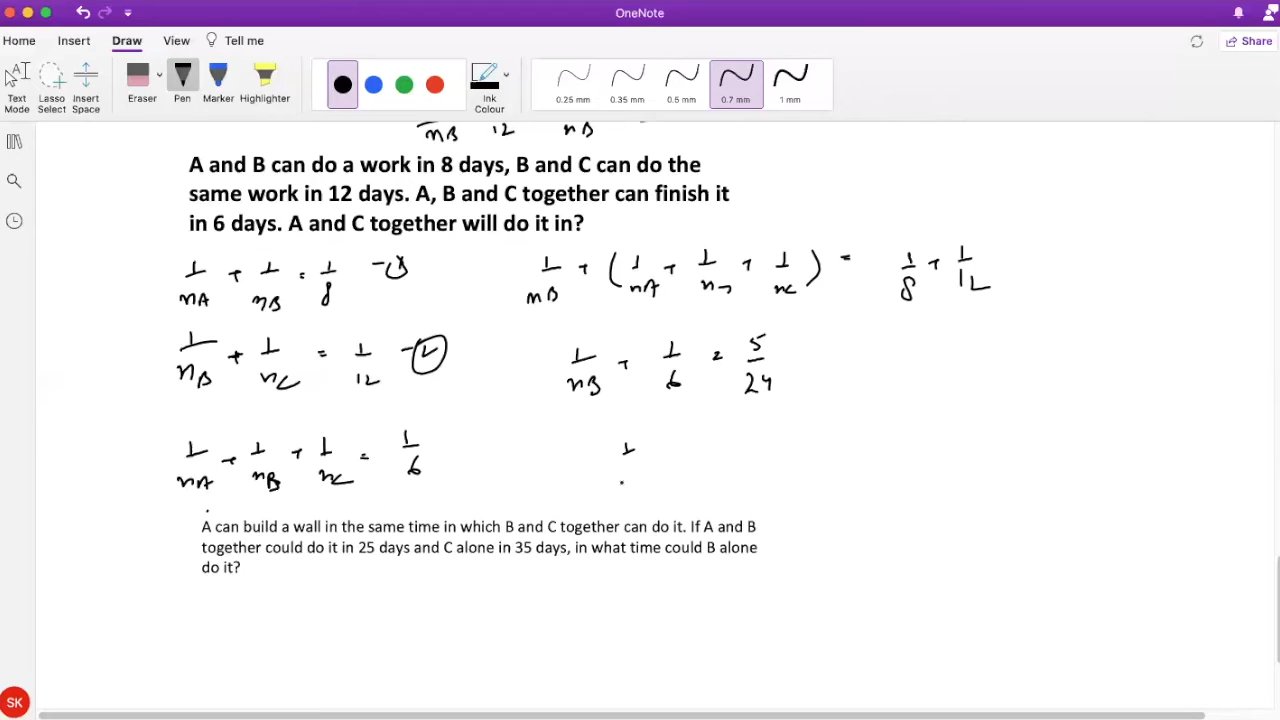 OneNote
Home Insert Draw View Tell me Share
Text Mode Lasso Select Insert Space Eraser Pen Marker Highlighter Ink Colour 0.25 mm 0.35 mm 0.5 mm 0.7 mm 1 mm
nB 12 nB
A and B can do a work in 8 days, B and C can do the
same work in 12 days. A, B and C together can finish it
in 6 days. A and C together will do it in?
1/nA + 1/nB = 1/8 - 1
1/nB + (1/nA + 1/n + 1/nC) = 1/8 + 1/12
1/nB + 1/nC = 1/12 - 2
1/nB + 1/6 = 5/24
1/nA + 1/nB + 1/nC = 1/6
1
A can build a wall in the same time in which B and C together can do it. If A and B
together could do it in 25 days and C alone in 35 days, in what time could B alone
do it?
SK